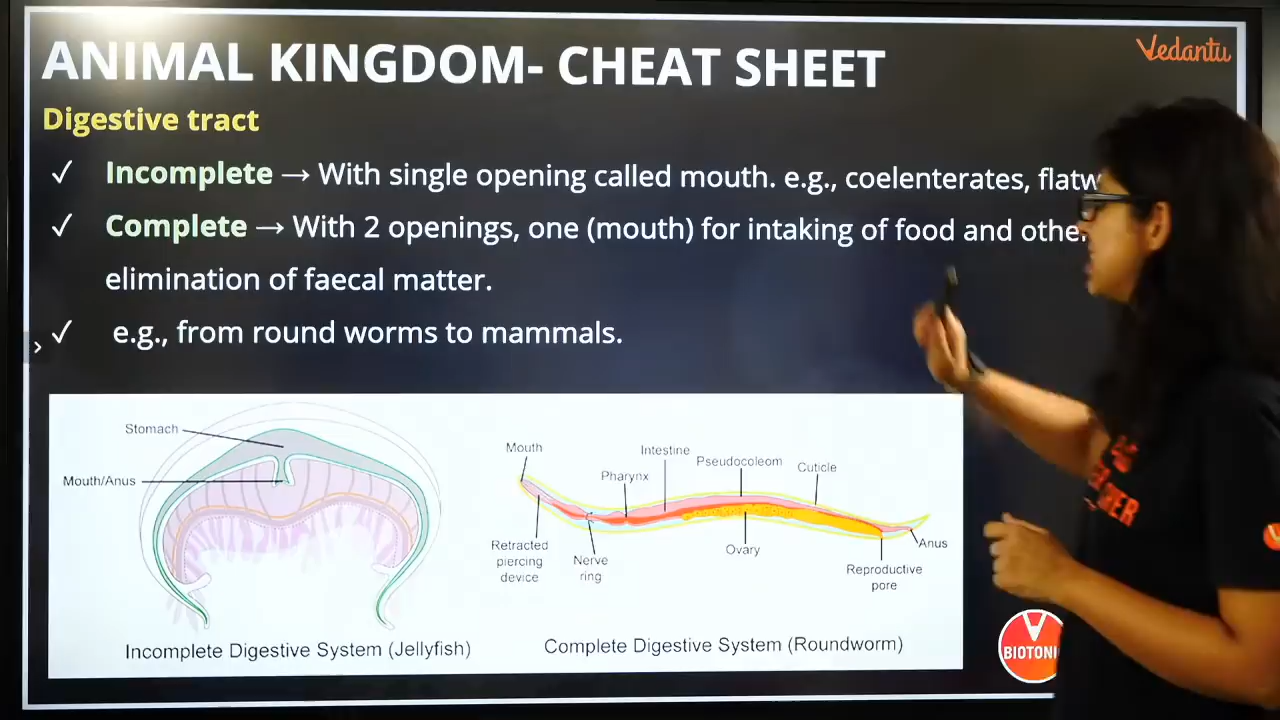 ANIMAL KINGDOM- CHEAT SHEET
Vedantu
Digestive tract
✓ Incomplete → With single opening called mouth. e.g., coelenterates, flatw
✓ Complete → With 2 openings, one (mouth) for intaking of food and othe
elimination of faecal matter.
✓ e.g., from round worms to mammals.
Stomach
Mouth/Anus
Incomplete Digestive System (Jellyfish)
Mouth
Intestine
Pseudocoleom
Cuticle
Pharynx
Retracted
piercing
device
Nerve
ring
Ovary
Reproductive
pore
Anus
Complete Digestive System (Roundworm)
BIOTONI